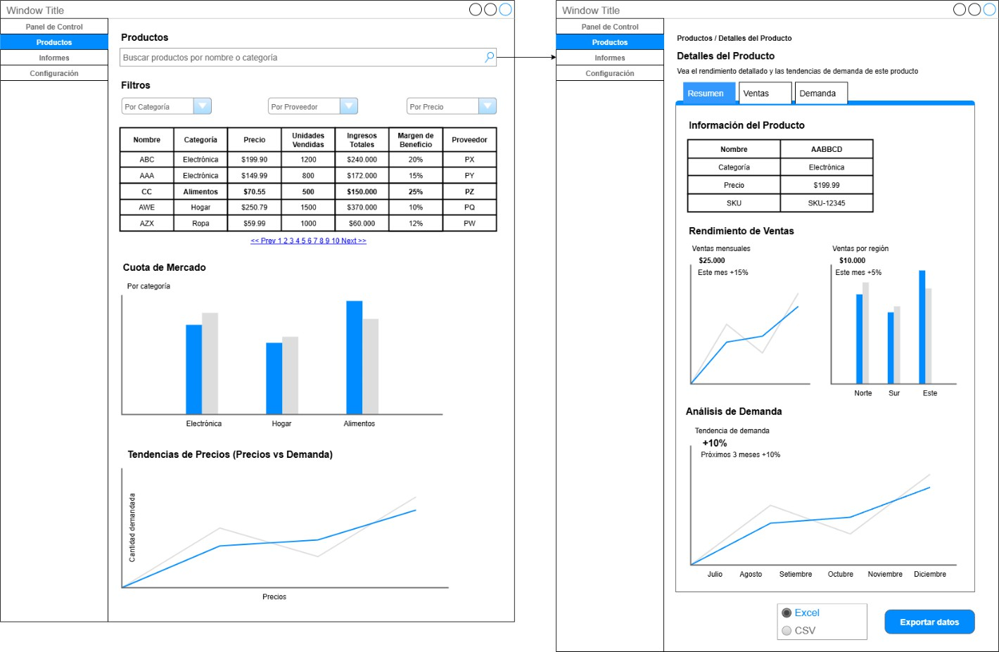 Window Title
Panel de Control
Productos
Informes
Configuración
Productos
Buscar productos por nombre o categoría
Filtros
Por Categoría
Por Proveedor
Por Precio
Nombre Categoría Precio Unidades Vendidas Ingresos Totales Margen de Beneficio Proveedor
ABC Electrónica $199.90 1200 $240.000 20% PX
AAA Electrónica $149.99 800 $172.000 15% PY
CC Alimentos $70.55 500 $150.000 25% PZ
AWE Hogar $250.79 1500 $370.000 10% PQ
AZX Ropa $59.99 1000 $60.000 12% PW
<< Prev 1 2 3 4 5 6 7 8 9 10 Next >>
Cuota de Mercado
Por categoría
Electrónica Hogar Alimentos
Tendencias de Precios (Precios vs Demanda)
Cantidad demandada
Precios
Window Title
Panel de Control
Productos
Informes
Configuración
Productos / Detalles del Producto
Detalles del Producto
Vea el rendimiento detallado y las tendencias de demanda de este producto
Resumen Ventas Demanda
Información del Producto
Nombre AABBCD
Categoría Electrónica
Precio $199.99
SKU SKU-12345
Rendimiento de Ventas
Ventas mensuales
$25.000
Este mes +15%
Ventas por región
$10.000
Este mes +5%
Norte Sur Este
Análisis de Demanda
Tendencia de demanda
+10%
Próximos 3 meses +10%
Julio Agosto Setiembre Octubre Noviembre Diciembre
Excel
CSV
Exportar datos